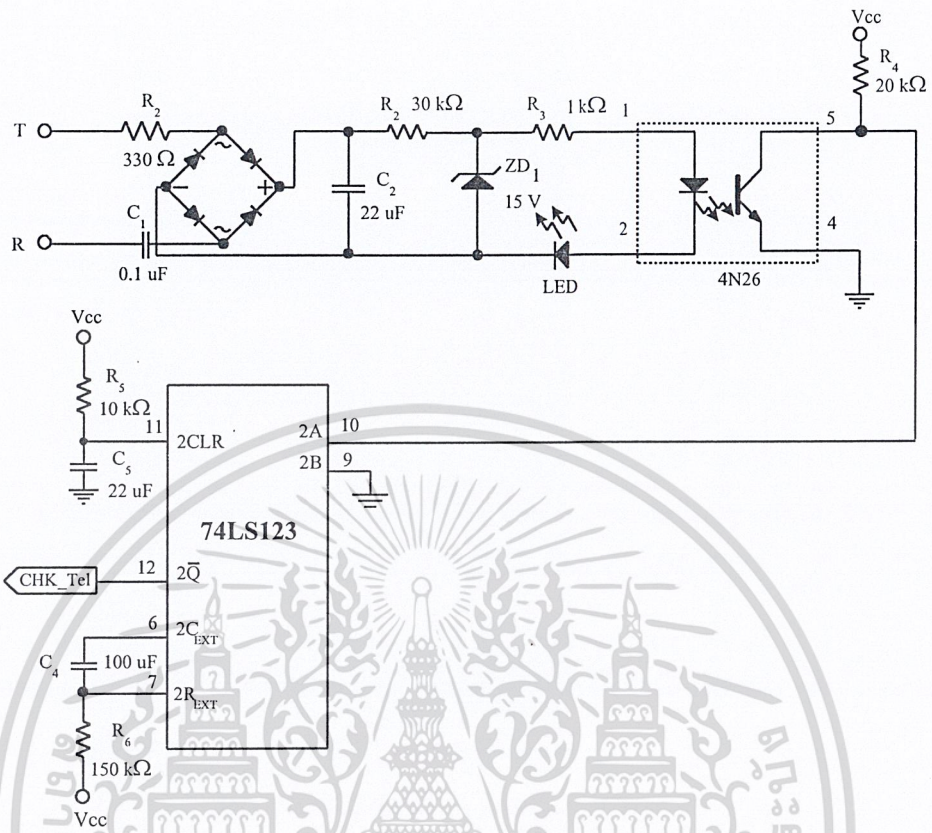 Vcc
R4
20 kΩ
R2
R2 30 kΩ
R3 1 kΩ
1
5
T
330 Ω
~
−
+
~
C1
C2
22 uF
ZD1
15 V
2
4
R
0.1 uF
LED
4N26
Vcc
R5
10 kΩ
11
2CLR
2A
10
2B
9
C5
22 uF
74LS123
CHK_Tel
12
2Q̅
6
2CEXT
C4
100 uF
7
2REXT
R6
150 kΩ
Vcc